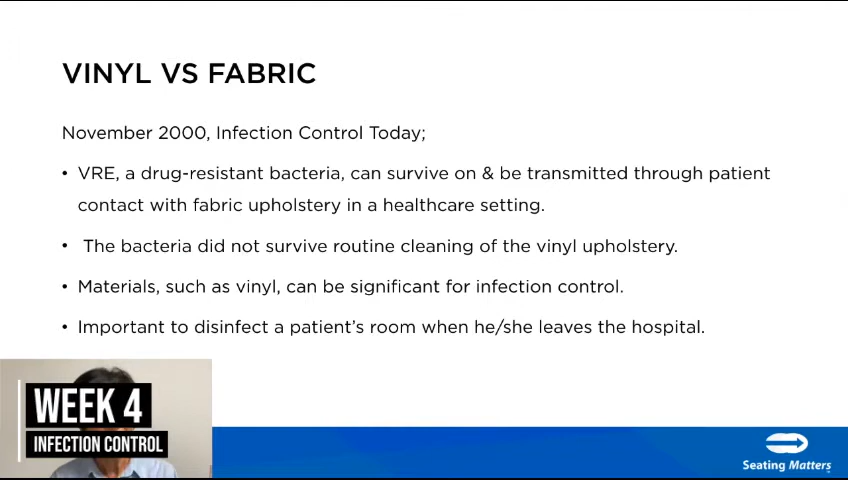 VINYL VS FABRIC
November 2000, Infection Control Today;
• VRE, a drug-resistant bacteria, can survive on & be transmitted through patient
contact with fabric upholstery in a healthcare setting.
• The bacteria did not survive routine cleaning of the vinyl upholstery.
• Materials, such as vinyl, can be significant for infection control.
• Important to disinfect a patient's room when he/she leaves the hospital.
WEEK 4
INFECTION CONTROL
Seating Matters